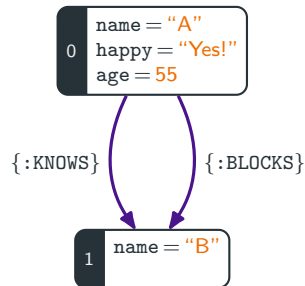 0
name = “A”
happy = “Yes!”
age = 55
{:KNOWS} {:BLOCKS}
1
name = “B”